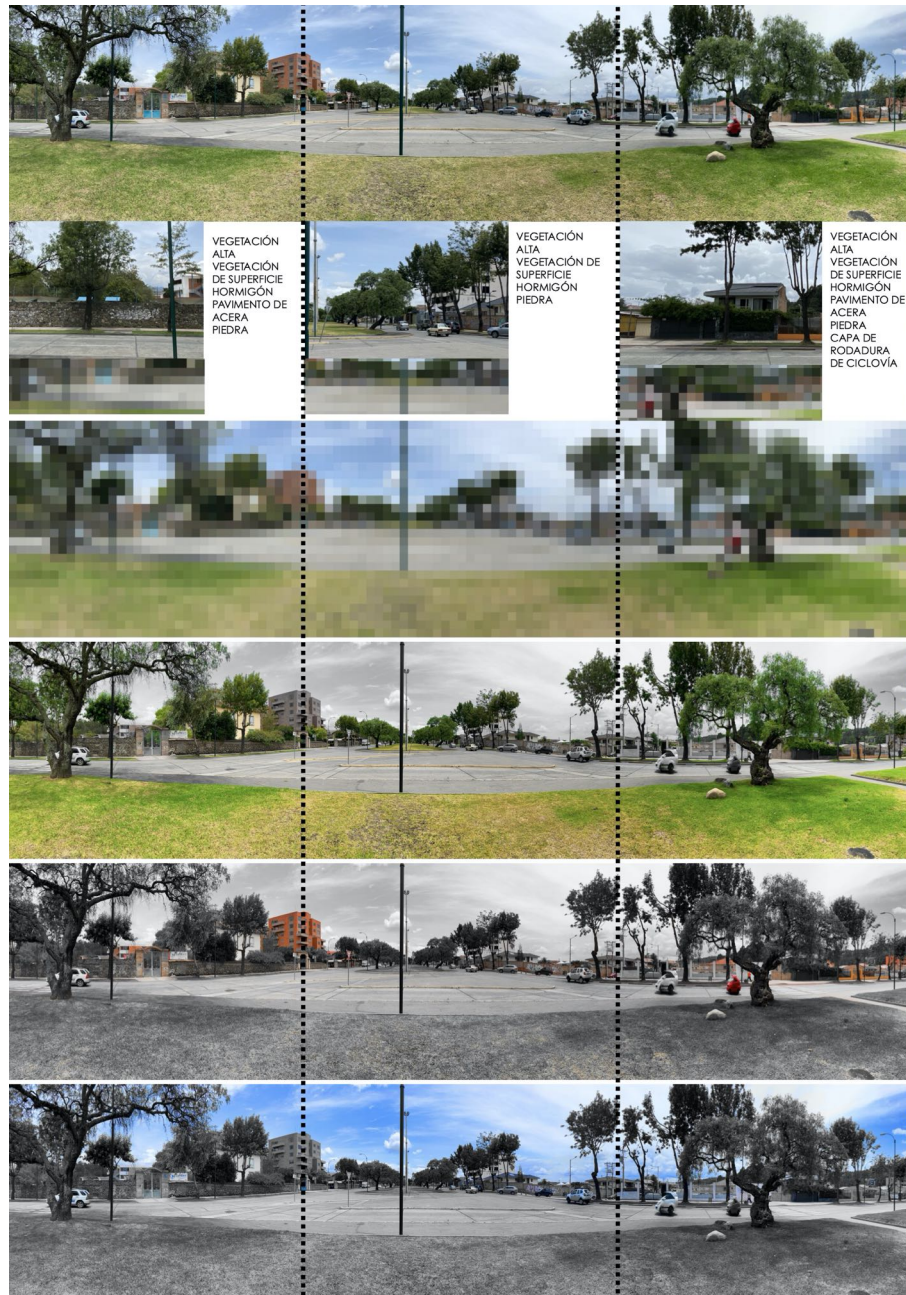 VEGETACIÓN
ALTA
VEGETACIÓN
DE SUPERFICIE
HORMIGÓN
PAVIMENTO DE
ACERA
PIEDRA
VEGETACIÓN
ALTA
VEGETACIÓN DE
SUPERFICIE
HORMIGÓN
PIEDRA
VEGETACIÓN
ALTA
VEGETACIÓN
DE SUPERFICIE
HORMIGÓN
PAVIMENTO DE
ACERA
PIEDRA
CAPA DE
RODADURA
DE CICLOVÍA